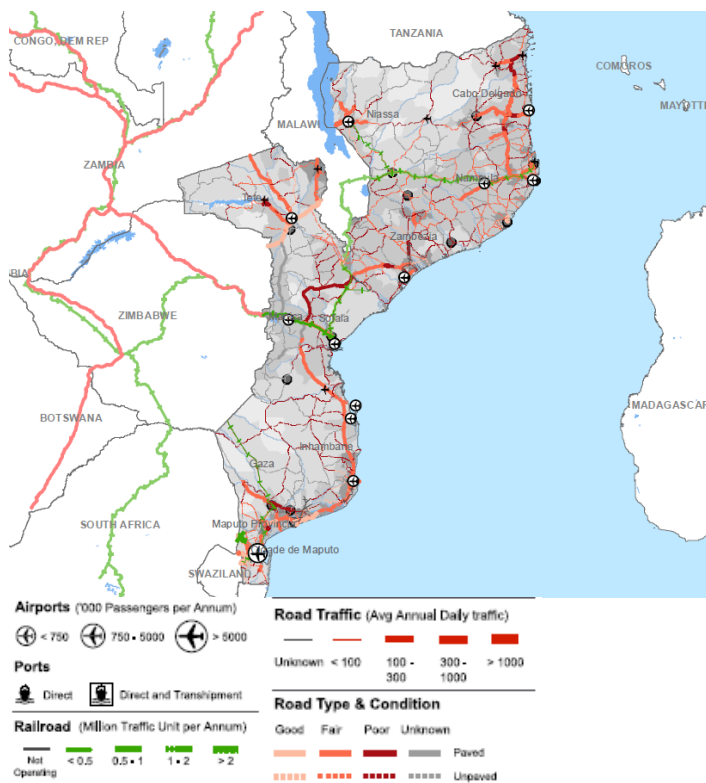 TANZANIA
CONGO, DEM REP
COMOROS
Cabo Delgado
MAYOTTE
Niassa
MALAWI
ZAMBIA
Nampula
Tete
Zambesia
BIA
ZIMBABWE
Sofala
MADAGASCAR
BOTSWANA
Inhambane
Gaza
SOUTH AFRICA
Maputo Province
Cidade de Maputo
SWAZILAND
Airports ('000 Passengers per Annum)
< 750 750 - 5000 > 5000
Ports
Direct Direct and Transhipment
Railroad (Million Traffic Unit per Annum)
Not Operating < 0.5 0.5 - 1 1 - 2 > 2
Road Traffic (Avg Annual Daily traffic)
Unknown < 100 100 - 300 300 - 1000 > 1000
Road Type & Condition
Good Fair Poor Unknown
Paved
Unpaved